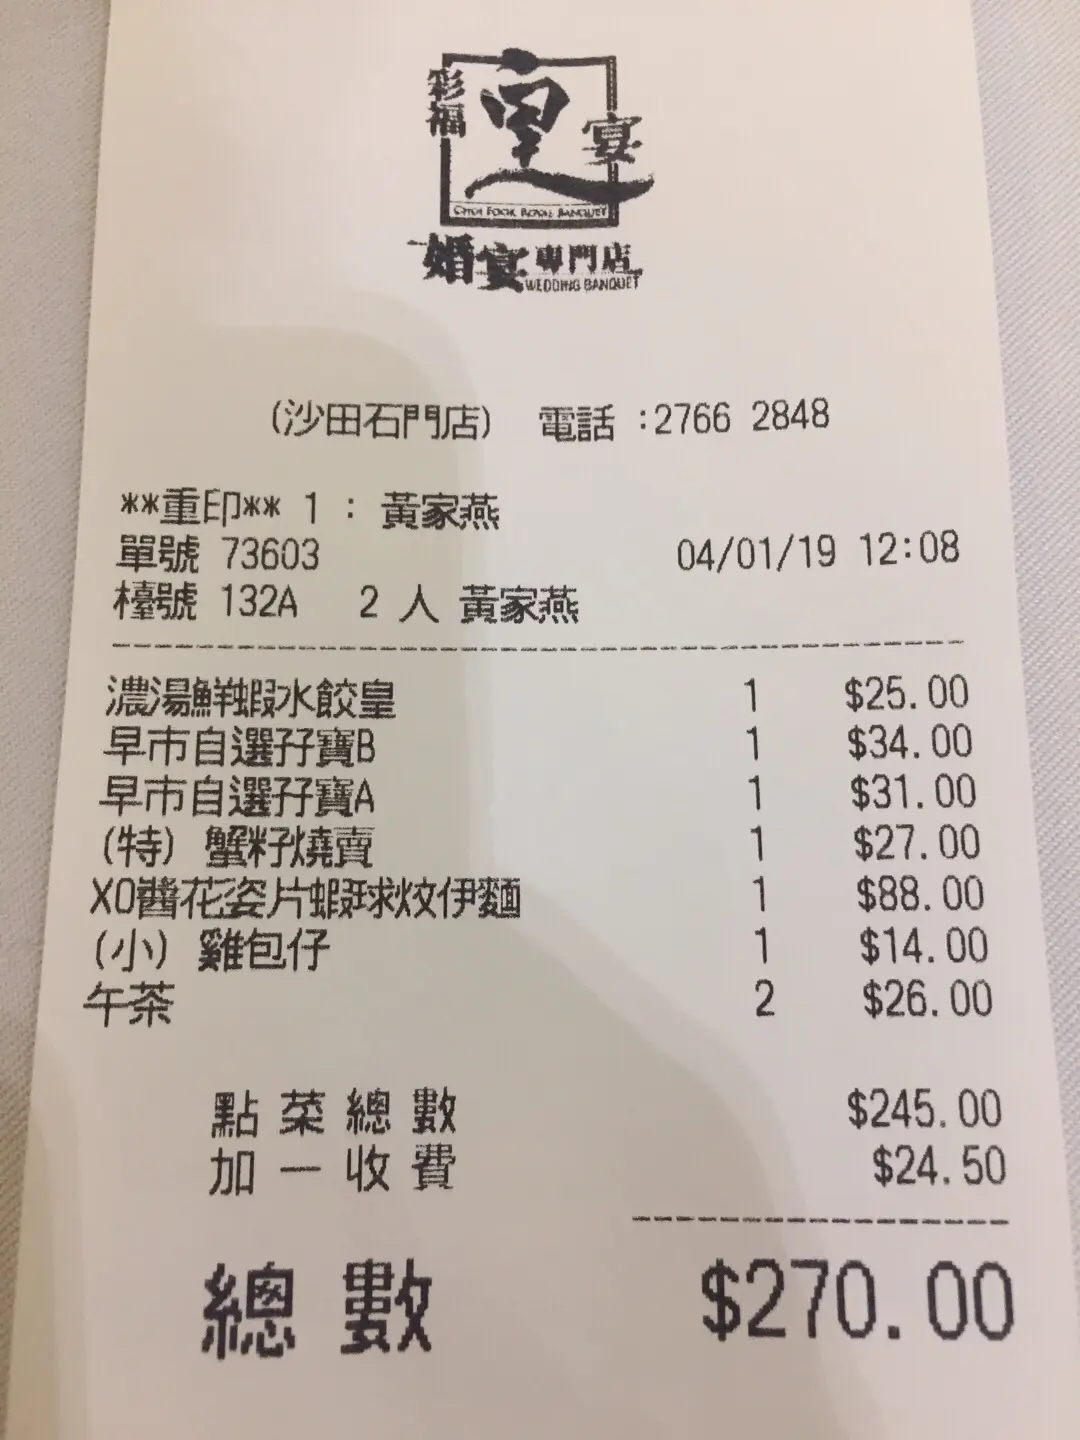 彩福皇宴
CHOI FOOK ROYAL BANQUET
婚宴專門店
WEDDING BANQUET
(沙田石門店) 電話 :2766 2848
**重印** 1 : 黃家燕
單號 73603 04/01/19 12:08
檯號 132A 2 人 黃家燕
濃湯鮮蝦水餃皇 1 $25.00
早市自選孖寶B 1 $34.00
早市自選孖寶A 1 $31.00
(特) 蟹籽燒賣 1 $27.00
XO醬花姿片蝦球炆伊麵 1 $88.00
(小) 雞包仔 1 $14.00
午茶 2 $26.00
點菜總數 $245.00
加一收費 $24.50
總數 $270.00